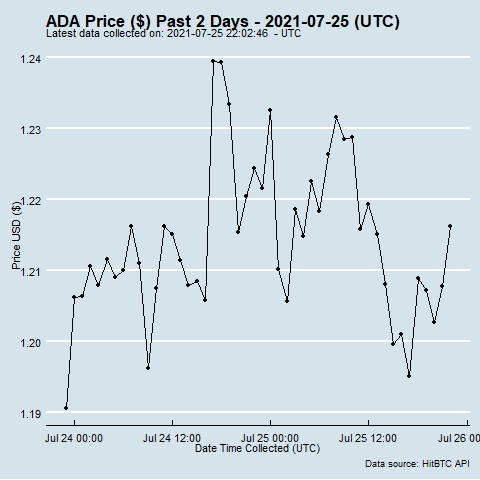 ADA Price ($) Past 2 Days - 2021-07-25 (UTC)
Latest data collected on: 2021-07-25 22:02:46 - UTC
1.24
1.23
1.22
1.21
1.20
1.19
Price USD ($)
Jul 24 00:00 Jul 24 12:00 Jul 25 00:00 Jul 25 12:00 Jul 26 00:
Date Time Collected (UTC)
Data source: HitBTC API